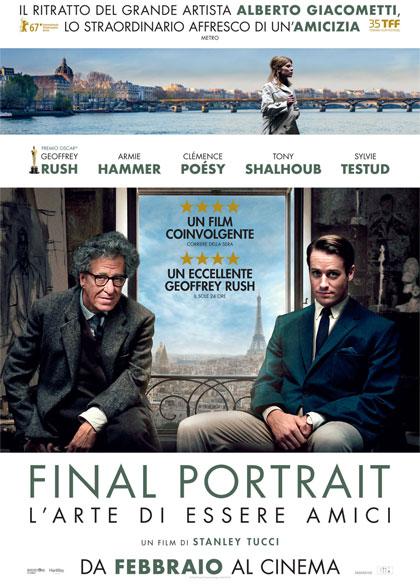 IL RITRATTO DEL GRANDE ARTISTA ALBERTO GIACOMETTI,
LO STRAORDINARIO AFFRESCO DI UN'AMICIZIA
METRO
67
35TFF
PREMIO OSCAR®
GEOFFREY RUSH
ARMIE HAMMER
CLÉMENCE POÉSY
TONY SHALHOUB
SYLVIE TESTUD
UN FILM
COINVOLGENTE
CORRIERE DELLA SERA
UN ECCELLENTE
GEOFFREY RUSH
IL SOLE 24 ORE
FINAL PORTRAIT
L'ARTE DI ESSERE AMICI
UN FILM DI STANLEY TUCCI
DA FEBBRAIO AL CINEMA